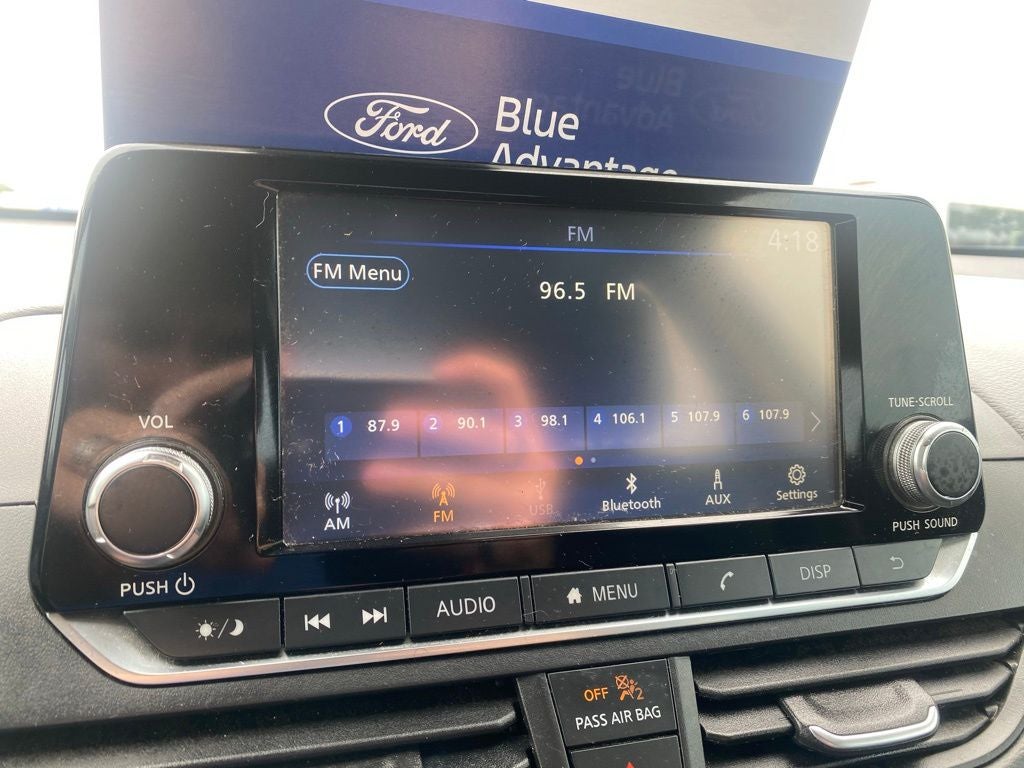 Ford Blue
Advantage
FM 4:18
FM Menu
96.5 FM
1 87.9 2 90.1 3 98.1 4 106.1 5 107.9 6 107.9
AM FM USB Bluetooth AUX Settings
VOL
PUSH
TUNE·SCROLL
PUSH SOUND
AUDIO MENU DISP
OFF 2
PASS AIR BAG